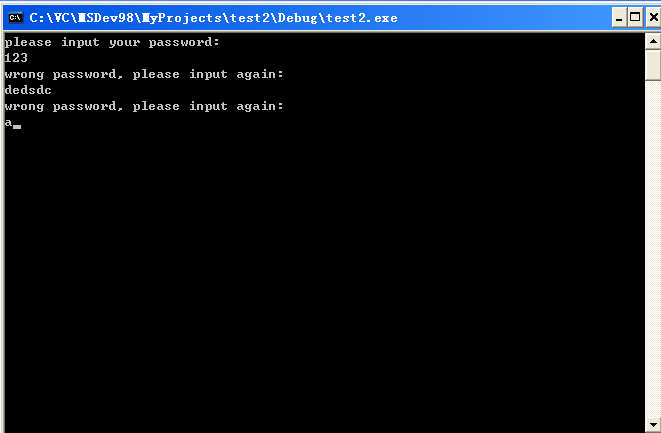 C:\VC\MSDev98\MyProjects\test2\Debug\test2.exe
please input your password:
123
wrong password, please input again:
dedsdc
wrong password, please input again:
a